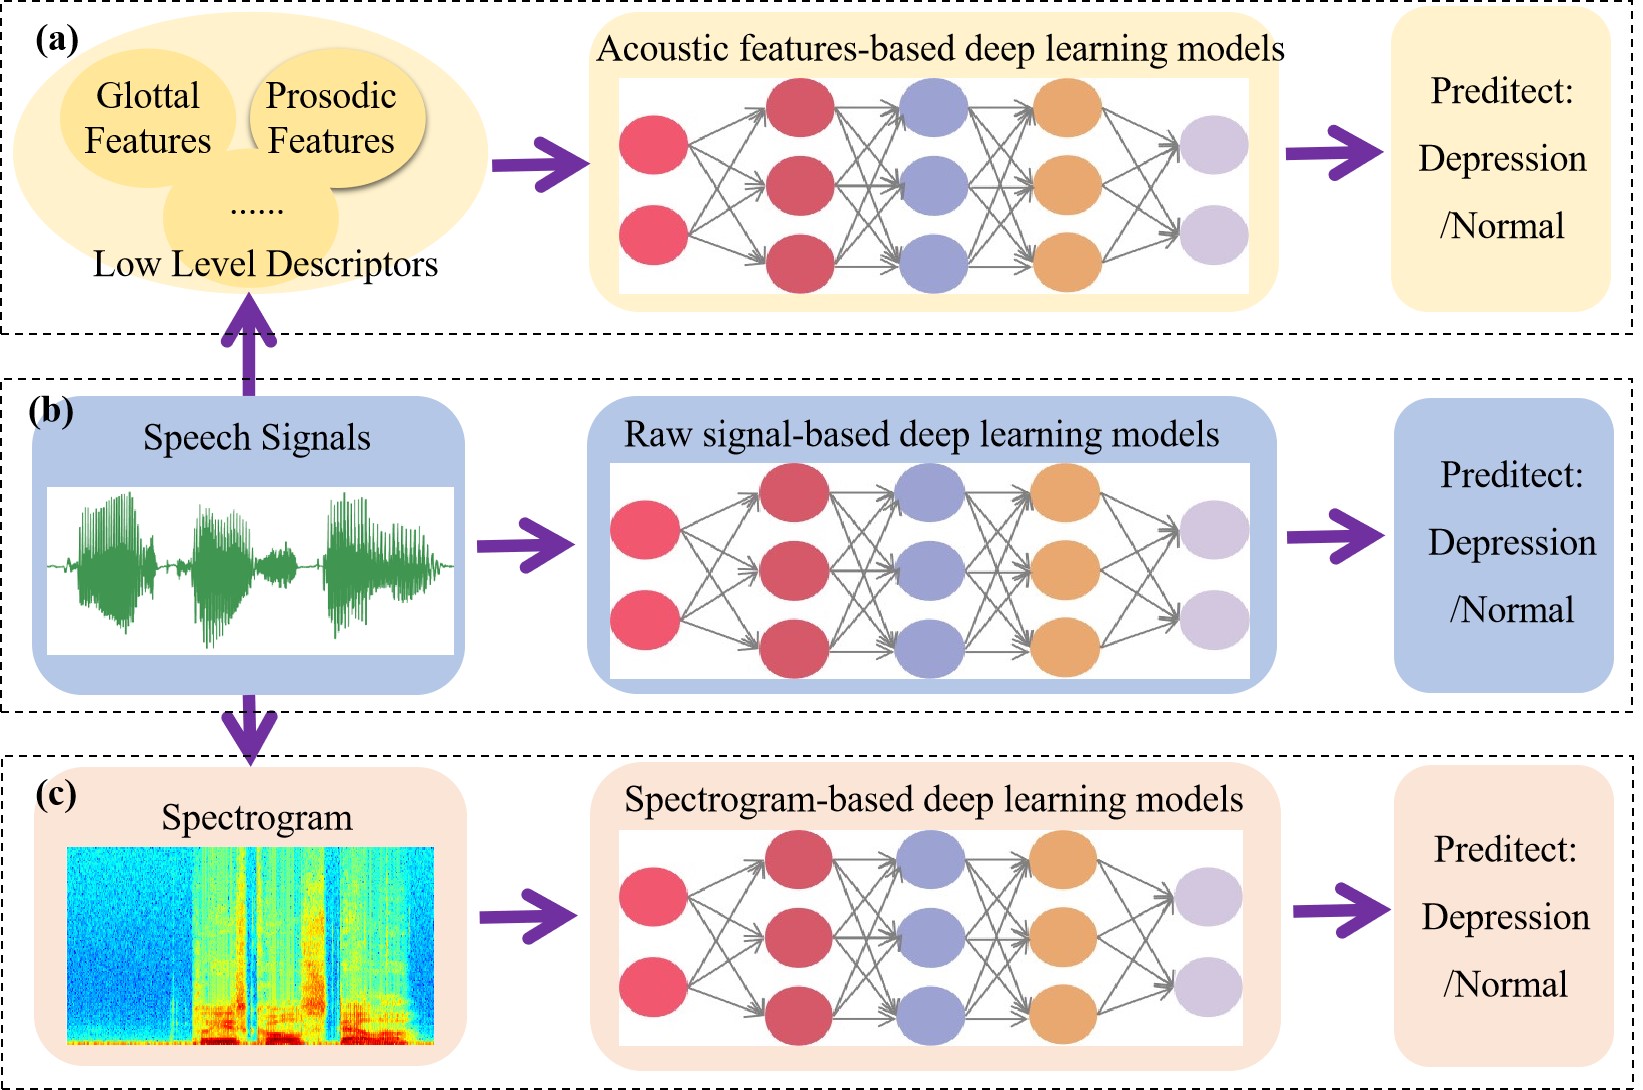 (a)
Glottal
Features
Prosodic
Features
......
Low Level Descriptors
Acoustic features-based deep learning models
Preditect:
Depression
/Normal
(b)
Speech Signals
Raw signal-based deep learning models
Preditect:
Depression
/Normal
(c)
Spectrogram
Spectrogram-based deep learning models
Preditect:
Depression
/Normal